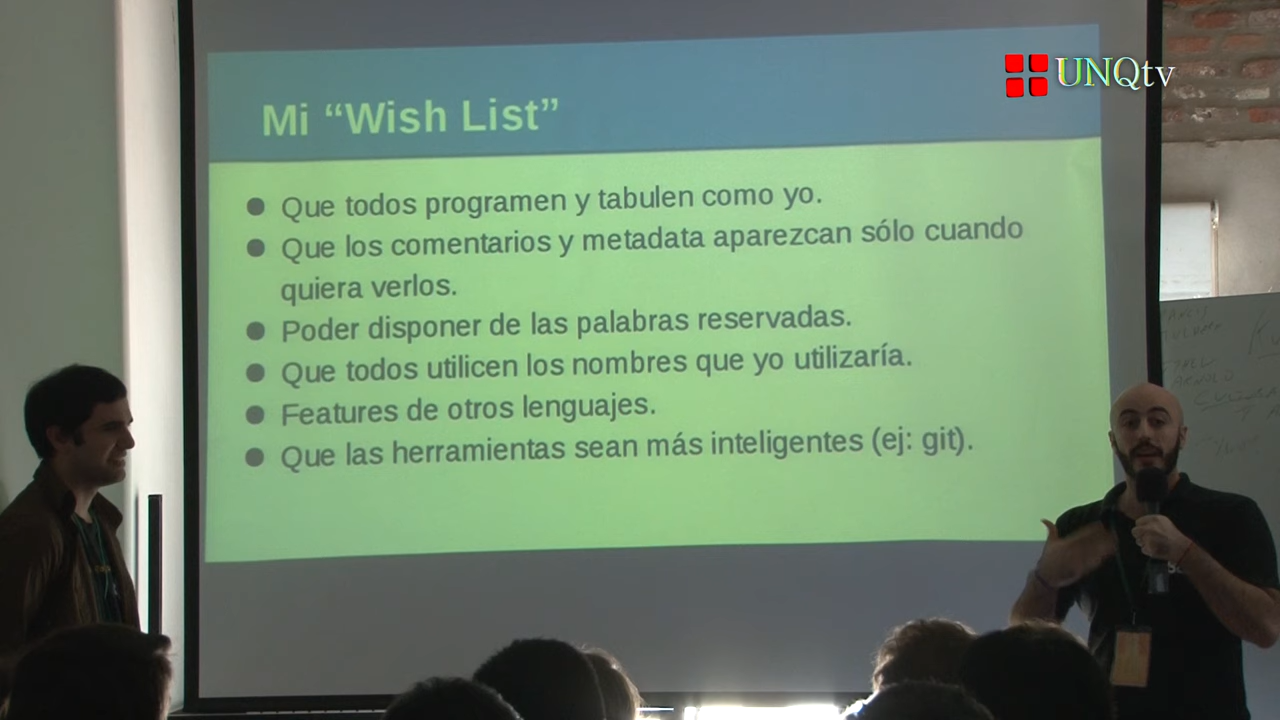 UNQtv
Mi “Wish List”
● Que todos programen y tabulen como yo.
● Que los comentarios y metadata aparezcan sólo cuando
quiera verlos.
● Poder disponer de las palabras reservadas.
● Que todos utilicen los nombres que yo utilizaría.
● Features de otros lenguajes.
● Que las herramientas sean más inteligentes (ej: git).